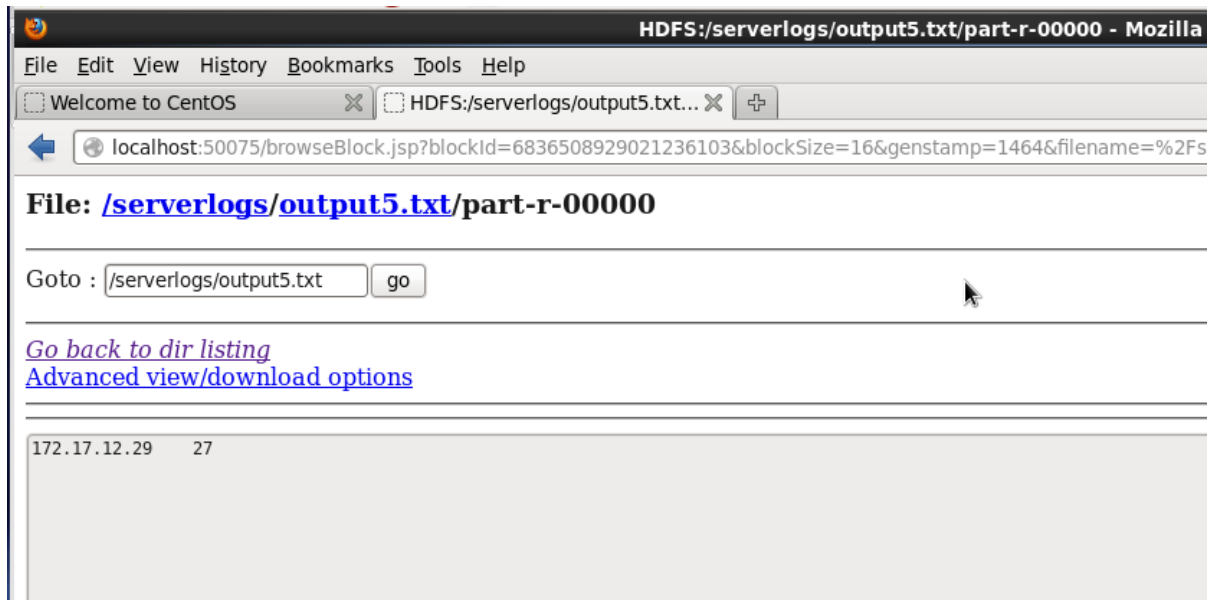 HDFS:/serverlogs/output5.txt/part-r-00000 - Mozilla
File Edit View History Bookmarks Tools Help
Welcome to CentOS HDFS:/serverlogs/output5.txt...
localhost:50075/browseBlock.jsp?blockId=6836508929021236103&blockSize=16&genstamp=1464&filename=%2Fs
File: /serverlogs/output5.txt/part-r-00000
Goto : /serverlogs/output5.txt go
Go back to dir listing
Advanced view/download options
172.17.12.29 27